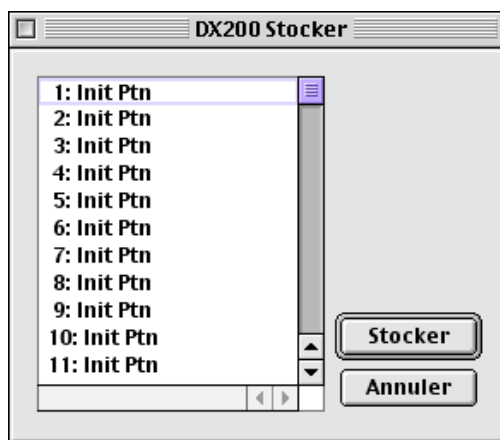 DX200 Stocker
1: Init Ptn
2: Init Ptn
3: Init Ptn
4: Init Ptn
5: Init Ptn
6: Init Ptn
7: Init Ptn
8: Init Ptn
9: Init Ptn
10: Init Ptn
11: Init Ptn
Stocker
Annuler